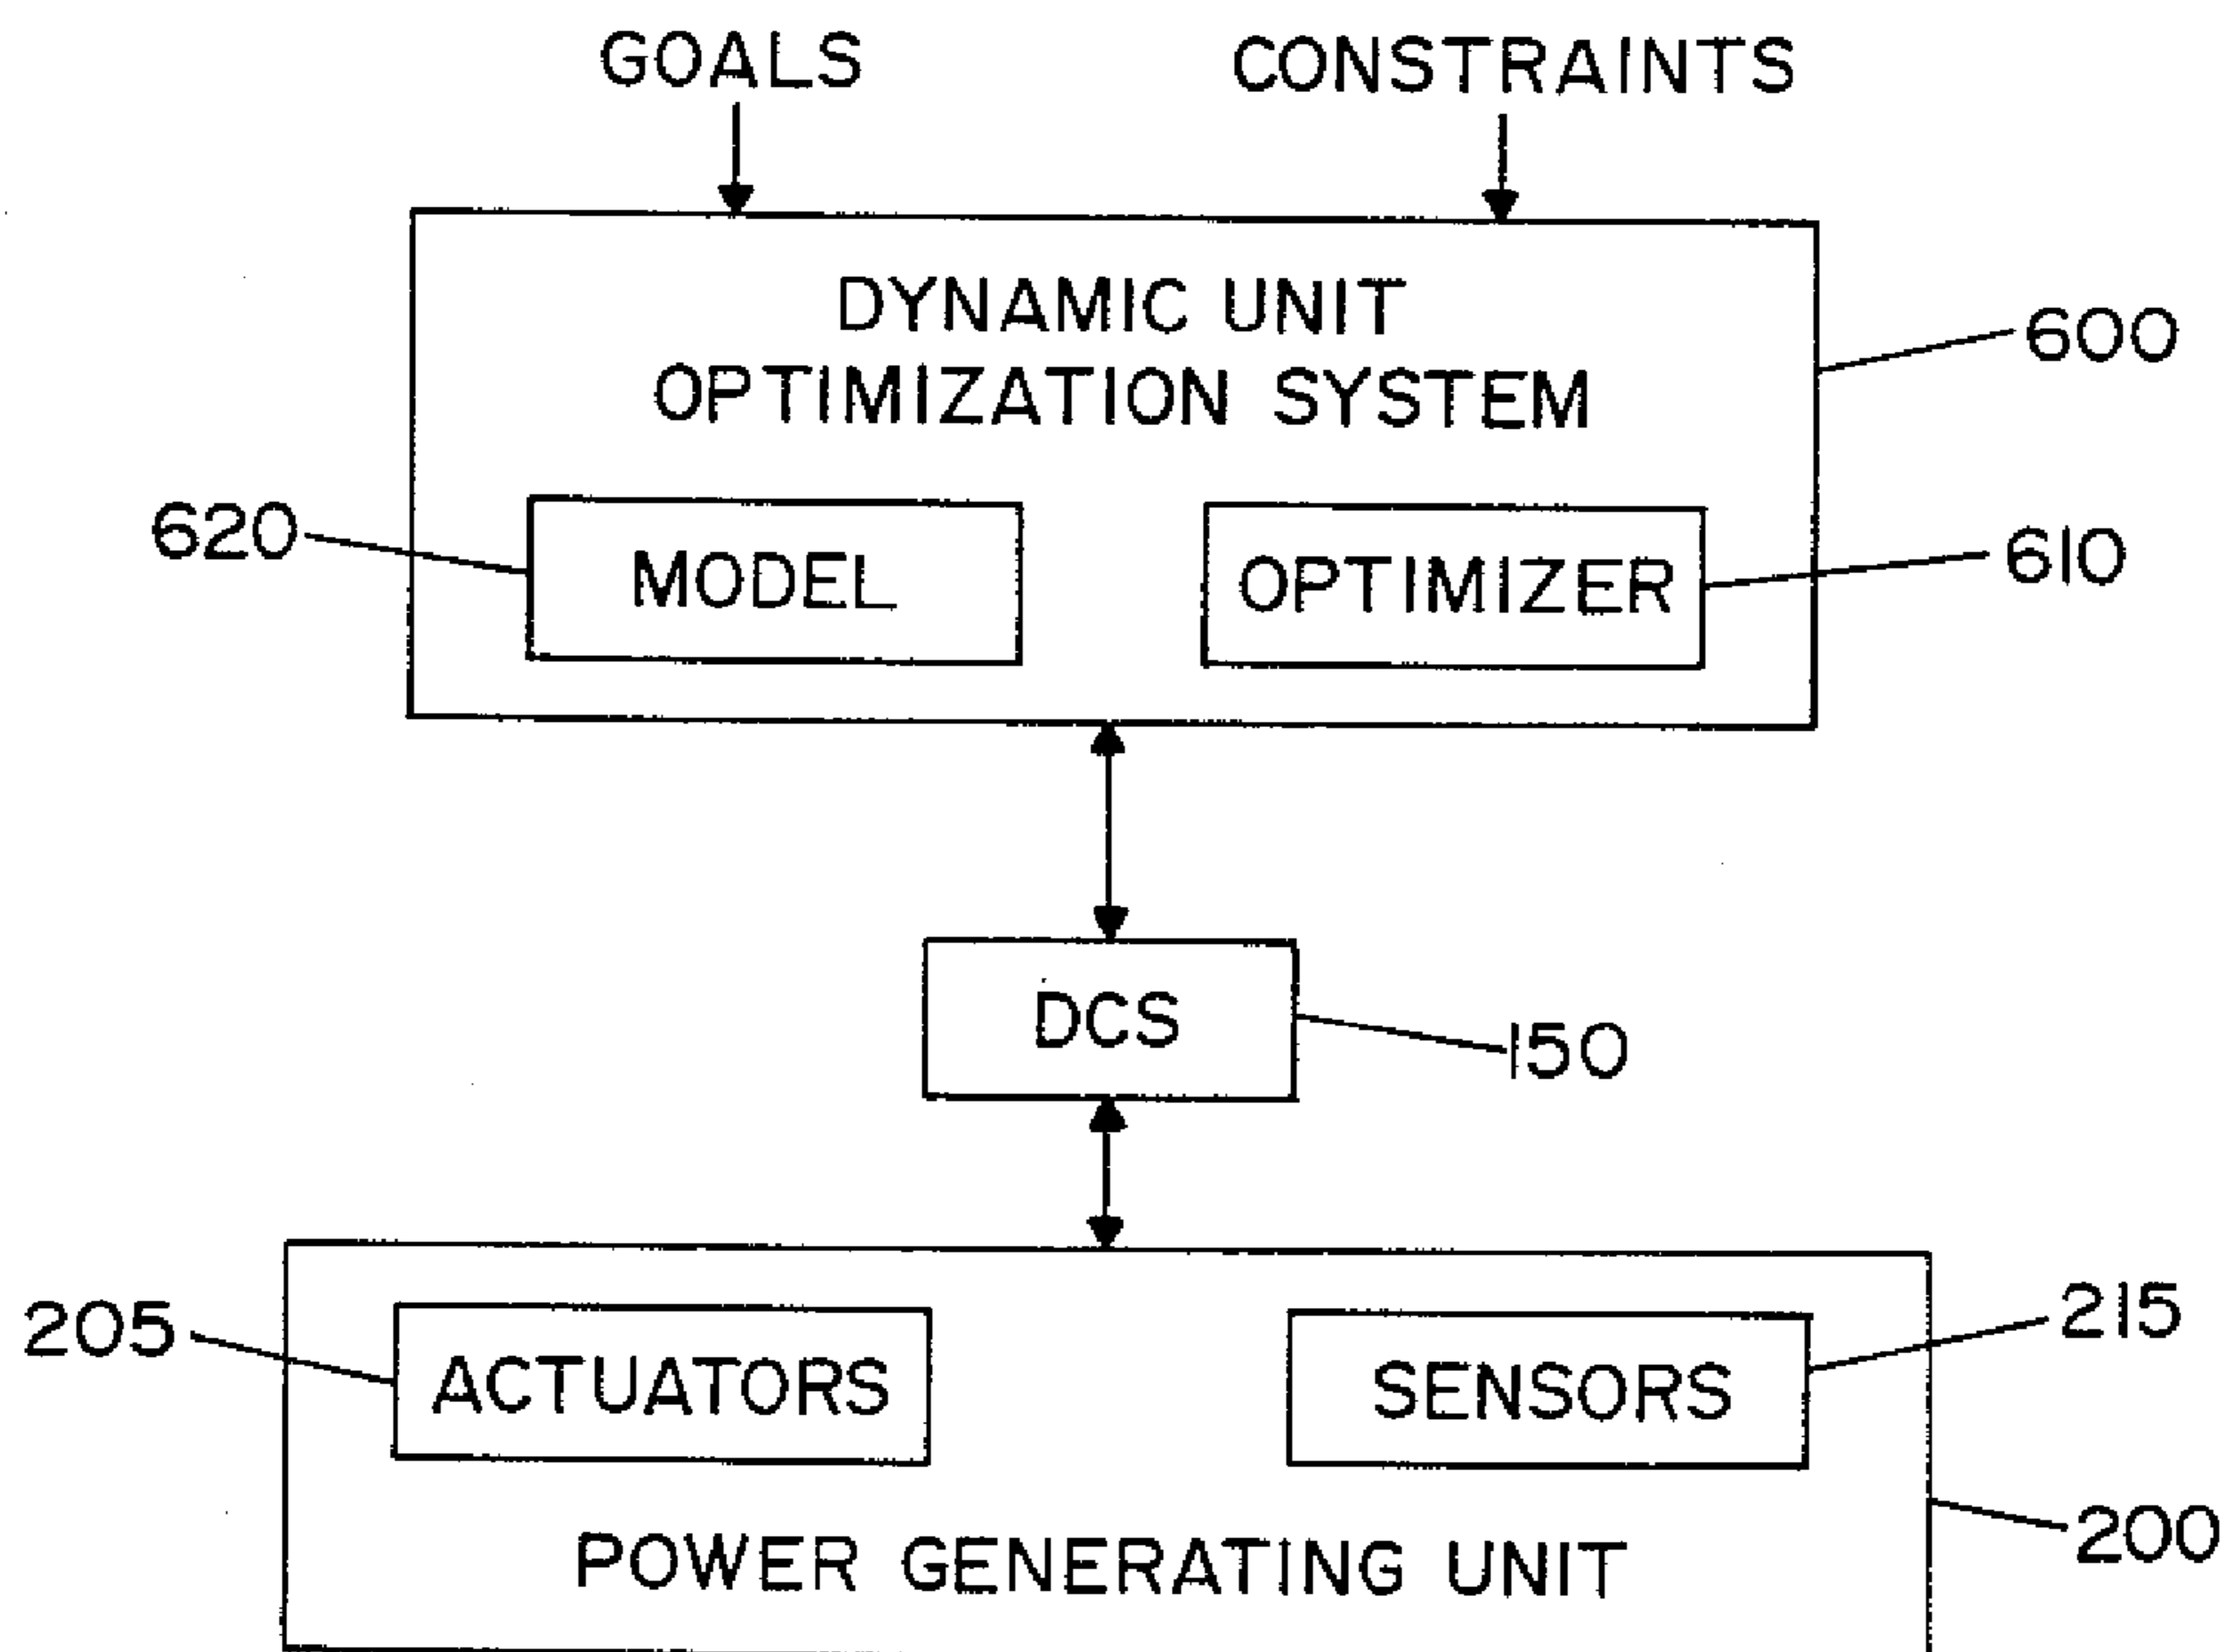 GOALS
CONSTRAINTS
DYNAMIC UNIT
OPTIMIZATION SYSTEM
600
620
MODEL
OPTIMIZER
610
DCS
150
205
ACTUATORS
SENSORS
215
POWER GENERATING UNIT
200